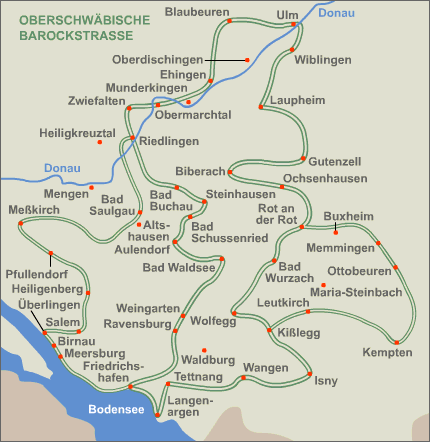 OBERSCHWÄBISCHE
BAROCKSTRASSE
Blaubeuren
Ulm
Donau
Oberdischingen
Wiblingen
Ehingen
Munderkingen
Zwiefalten
Obermarchtal
Laupheim
Heiligkreuztal
Riedlingen
Gutenzell
Donau
Biberach
Ochsenhausen
Mengen
Bad
Saulgau
Bad
Buchau
Steinhausen
Meßkirch
Rot an
der Rot
Buxheim
Alts-
hausen
Bad
Schussenried
Aulendorf
Memmingen
Bad Waldsee
Bad
Wurzach
Ottobeuren
Pfullendorf
Heiligenberg
Maria-Steinbach
Überlingen
Weingarten
Leutkirch
Salem
Ravensburg
Wolfegg
Kißlegg
Birnau
Meersburg
Waldburg
Kempten
Friedrichs-
hafen
Tettnang
Wangen
Isny
Bodensee
Langen-
argen